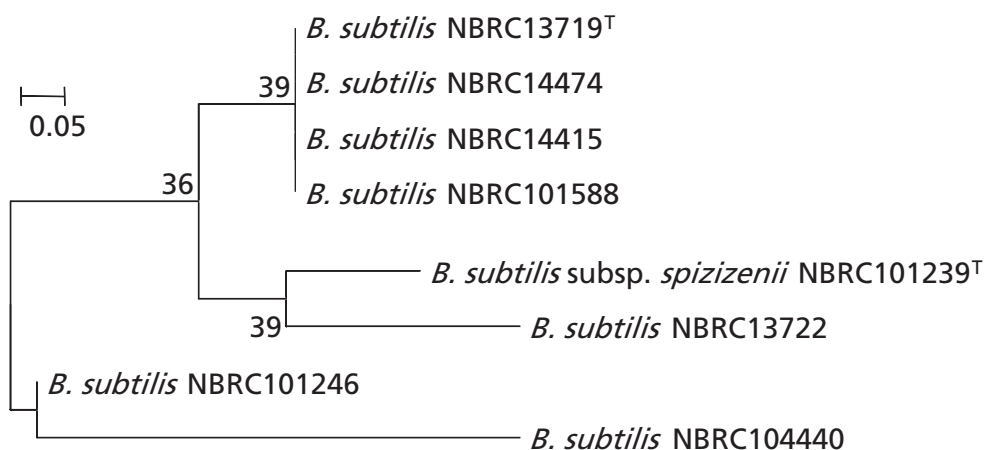 B. subtilis NBRC13719ᵀ
39
B. subtilis NBRC14474
0.05
B. subtilis NBRC14415
36
B. subtilis NBRC101588
B. subtilis subsp. spizizenii NBRC101239ᵀ
39
B. subtilis NBRC13722
B. subtilis NBRC101246
B. subtilis NBRC104440